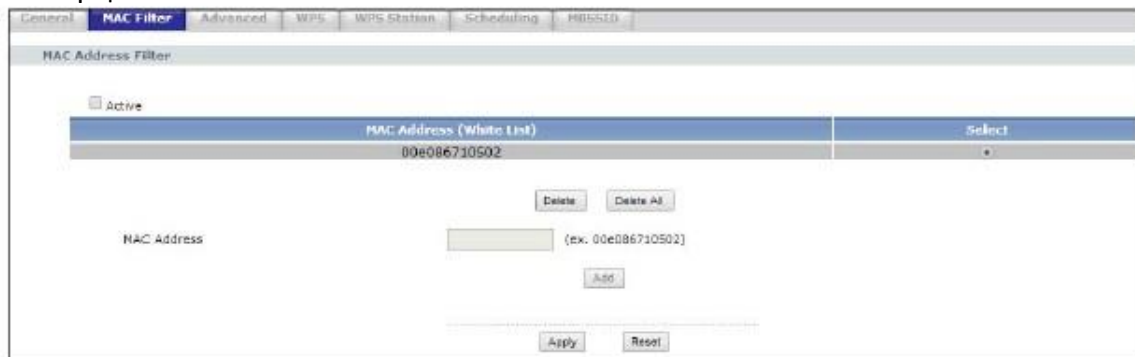 General MAC Filter Advanced WPS WPS Station Scheduling MBSSID
MAC Address Filter
Active
MAC Address (White List) Select
00e086710502
Delete Delete All
MAC Address (ex. 00e086710502)
Add
Apply Reset